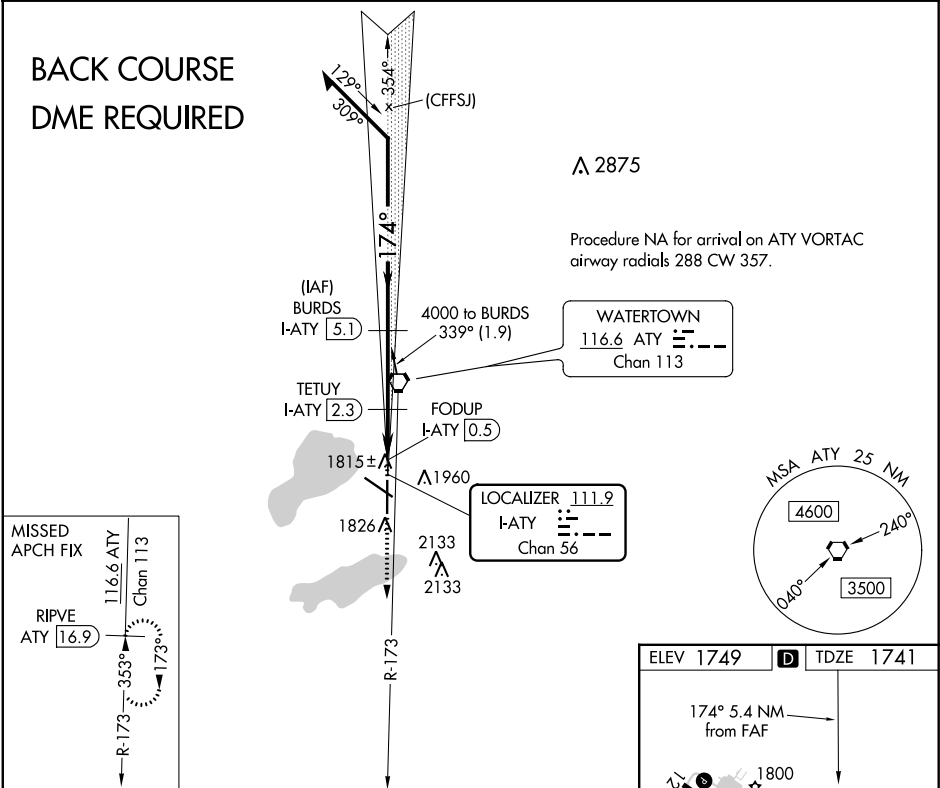 BACK COURSE
DME REQUIRED
129°
309°
354°
(CFFSJ)
174°
2875
Procedure NA for arrival on ATY VORTAC
airway radials 288 CW 357.
(IAF)
BURDS
I-ATY 5.1
4000 to BURDS
339° (1.9)
WATERTOWN
116.6 ATY
Chan 113
TETUY
I-ATY 2.3
FODUP
I-ATY 0.5
1815±
1960
LOCALIZER 111.9
I-ATY
Chan 56
1826
2133
2133
R-173
MSA ATY 25 NM
4600
240°
040°
3500
MISSED
APCH FIX
116.6 ATY
Chan 113
RIPVE
ATY 16.9
353°
173°
R-173
ELEV 1749 D TDZE 1741
174° 5.4 NM
from FAF
12
P
1800